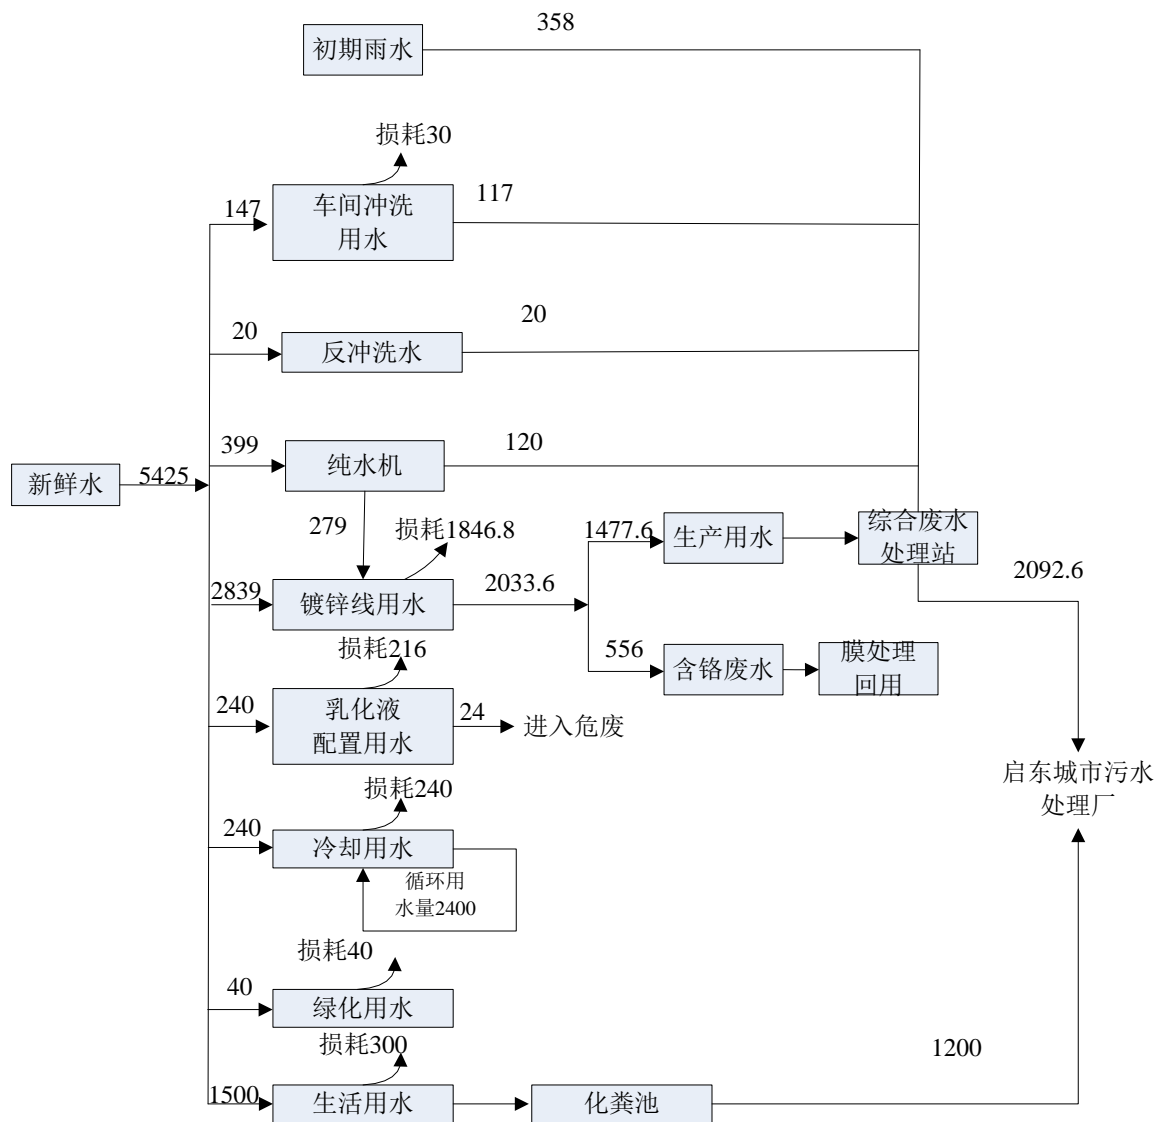 358
初期雨水
损耗30
147
车间冲洗
用水
117
20
反冲洗水
20
399
纯水机
120
新鲜水
5425
279
损耗1846.8
1477.6
生产用水
综合废水
处理站
2092.6
2839
镀锌线用水
2033.6
损耗216
556
含铬废水
膜处理
回用
240
乳化液
配置用水
24
进入危废
启东城市污水
处理厂
损耗240
240
冷却用水
循环用
水量2400
损耗40
40
绿化用水
损耗300
1200
1500
生活用水
化粪池